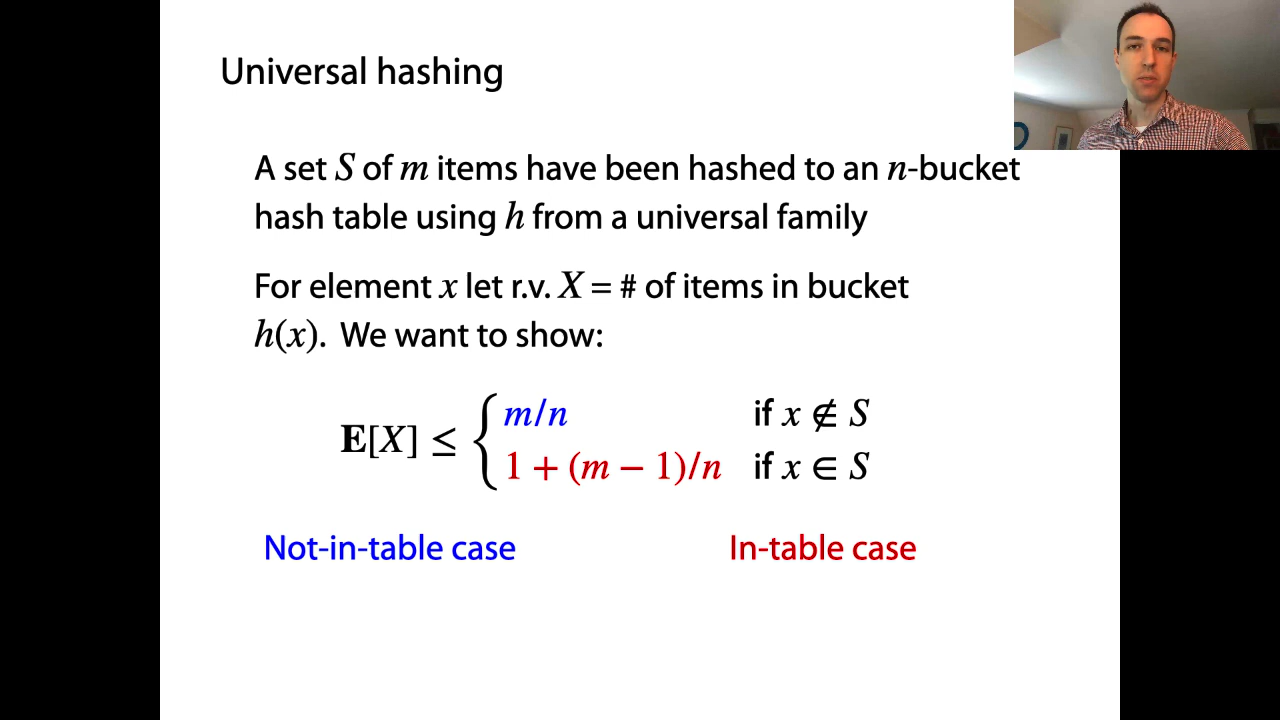 Universal hashing
A set S of m items have been hashed to an n-bucket
hash table using h from a universal family
For element x let r.v. X = # of items in bucket
h(x). We want to show:
E[X] ≤ { m/n if x ∉ S
1 + (m − 1)/n if x ∈ S
Not-in-table case In-table case